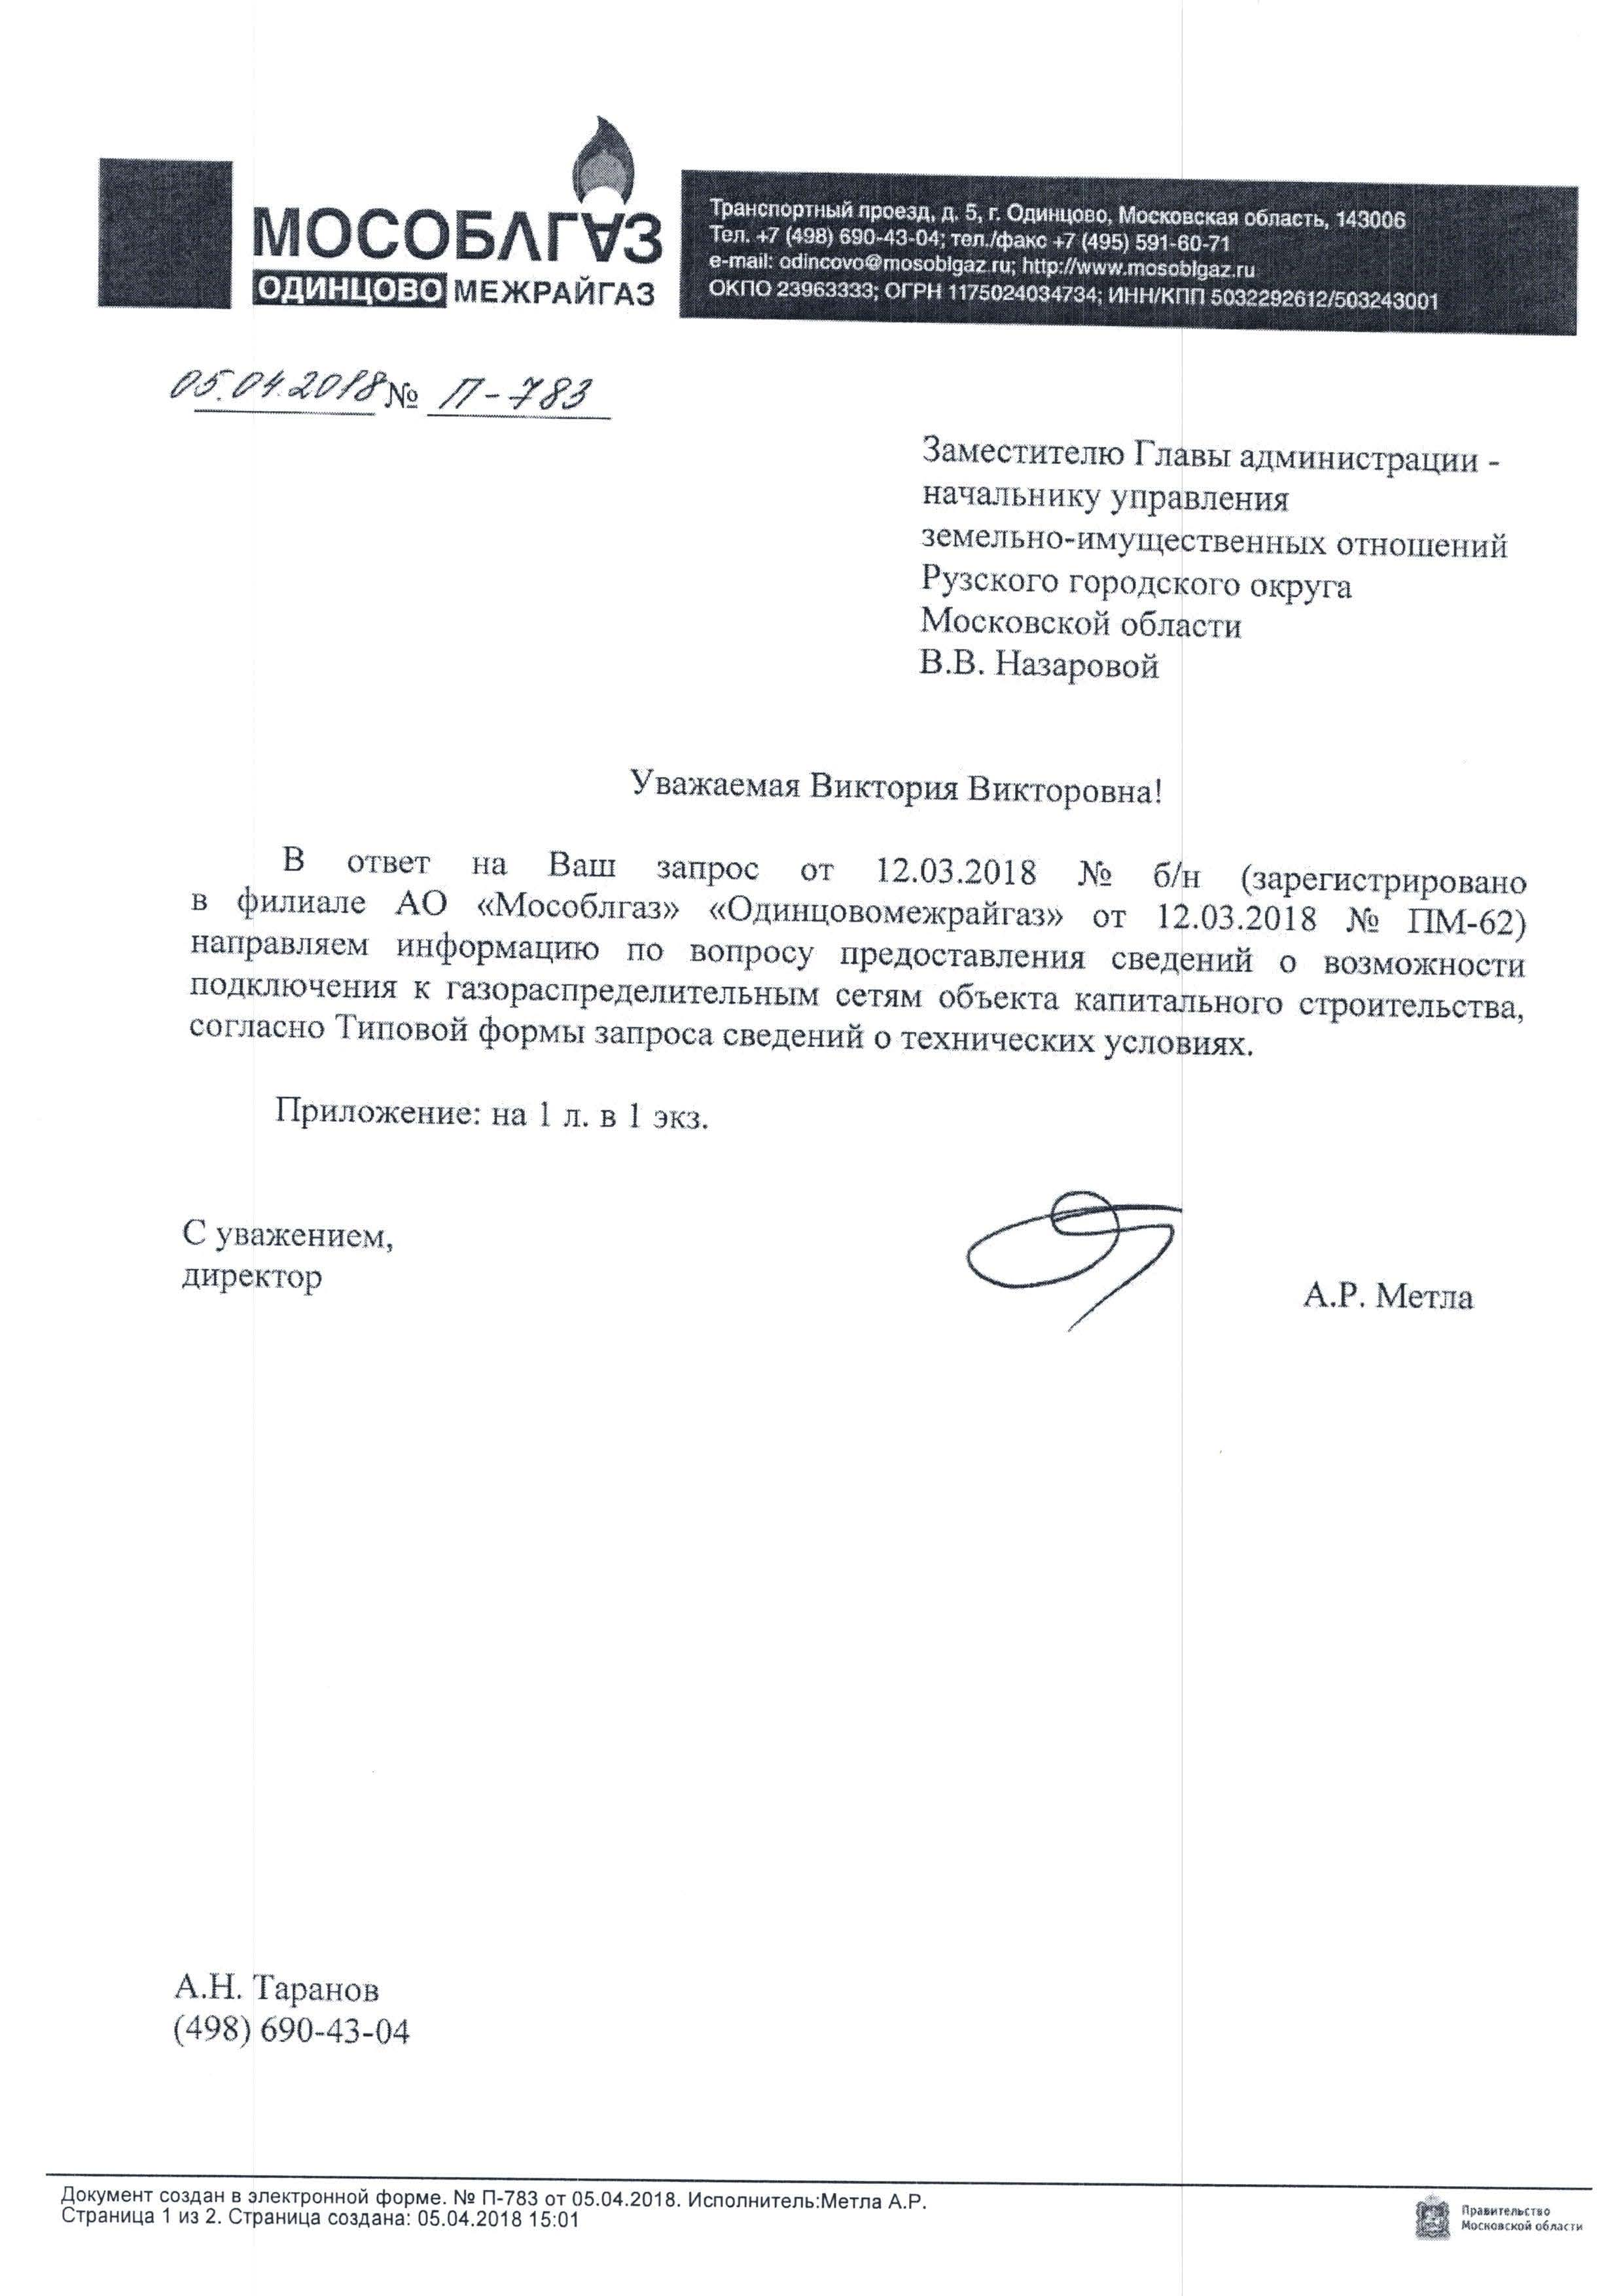 МОСОБЛГАЗ
ОДИНЦОВО МЕЖРАЙГАЗ
Транспортный проезд, д. 5, г. Одинцово, Московская область, 143006
Тел. +7 (498) 690-43-04; тел./факс +7 (495) 591-60-71
e-mail: odincovo@mosoblgaz.ru; http://www.mosoblgaz.ru
ОКПО 23963333; ОГРН 1175024034734; ИНН/КПП 5032292612/503243001
05.04.2018 № П-783
Заместителю Главы администрации -
начальнику управления
земельно-имущественных отношений
Рузского городского округа
Московской области
В.В. Назаровой
Уважаемая Виктория Викторовна!
В ответ на Ваш запрос от 12.03.2018 № б/н (зарегистрировано
в филиале АО «Мособлгаз» «Одинцовомежрайгаз» от 12.03.2018 № ПМ-62)
направляем информацию по вопросу предоставления сведений о возможности
подключения к газораспределительным сетям объекта капитального строительства,
согласно Типовой формы запроса сведений о технических условиях.
Приложение: на 1 л. в 1 экз.
С уважением,
директор
А.Р. Метла
А.Н. Таранов
(498) 690-43-04
Документ создан в электронной форме. № П-783 от 05.04.2018. Исполнитель:Метла А.Р.
Страница 1 из 2. Страница создана: 05.04.2018 15:01
Правительство
Московской области